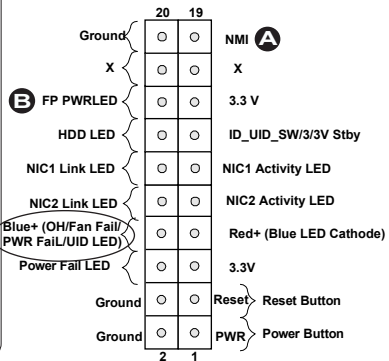 20 19
Ground NMI A
X X
B FP PWRLED 3.3 V
HDD LED ID_UID_SW/3/3V Stby
NIC1 Link LED NIC1 Activity LED
NIC2 Link LED NIC2 Activity LED
Blue+ (OH/Fan Fail/ Red+ (Blue LED Cathode)
PWR FaiL/UID LED)
Power Fail LED 3.3V
Ground Reset Reset Button
Ground PWR Power Button
2 1